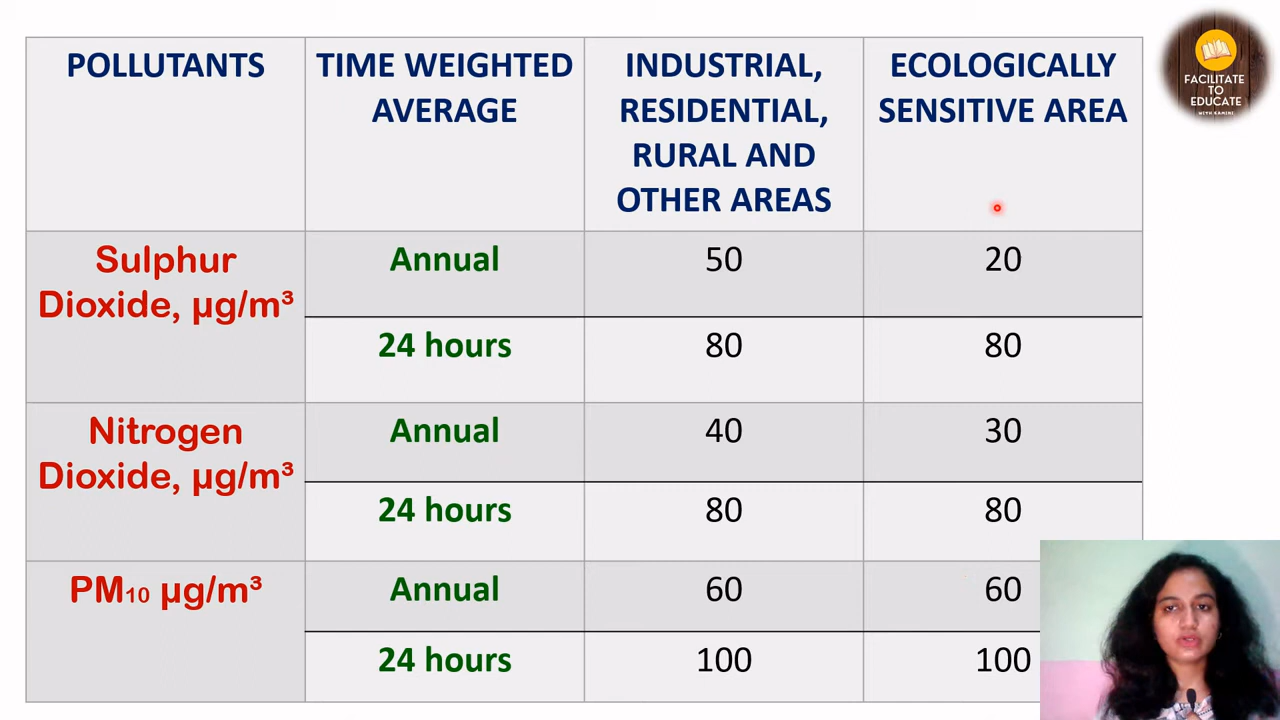 POLLUTANTS
TIME WEIGHTED
AVERAGE
INDUSTRIAL,
RESIDENTIAL,
RURAL AND
OTHER AREAS
ECOLOGICALLY
SENSITIVE AREA
Sulphur
Dioxide, µg/m³
Annual
50
20
24 hours
80
80
Nitrogen
Dioxide, µg/m³
Annual
40
30
24 hours
80
80
PM₁₀ µg/m³
Annual
60
60
24 hours
100
100
FACILITATE
TO
EDUCATE
WITH KAMINI